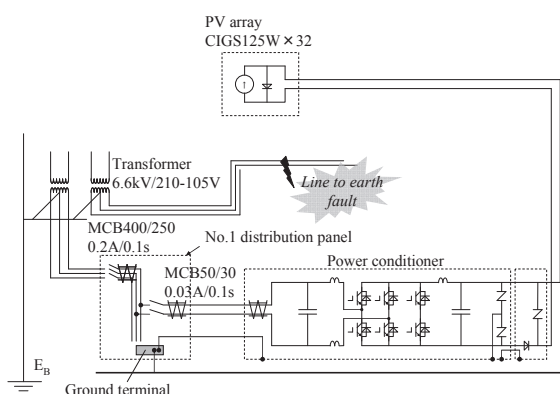 PV array
CIGS125W × 32
↑
Transformer
6.6kV/210-105V
Line to earth
fault
MCB400/250
0.2A/0.1s
No.1 distribution panel
MCB50/30
0.03A/0.1s
Power conditioner
E_B
Ground terminal